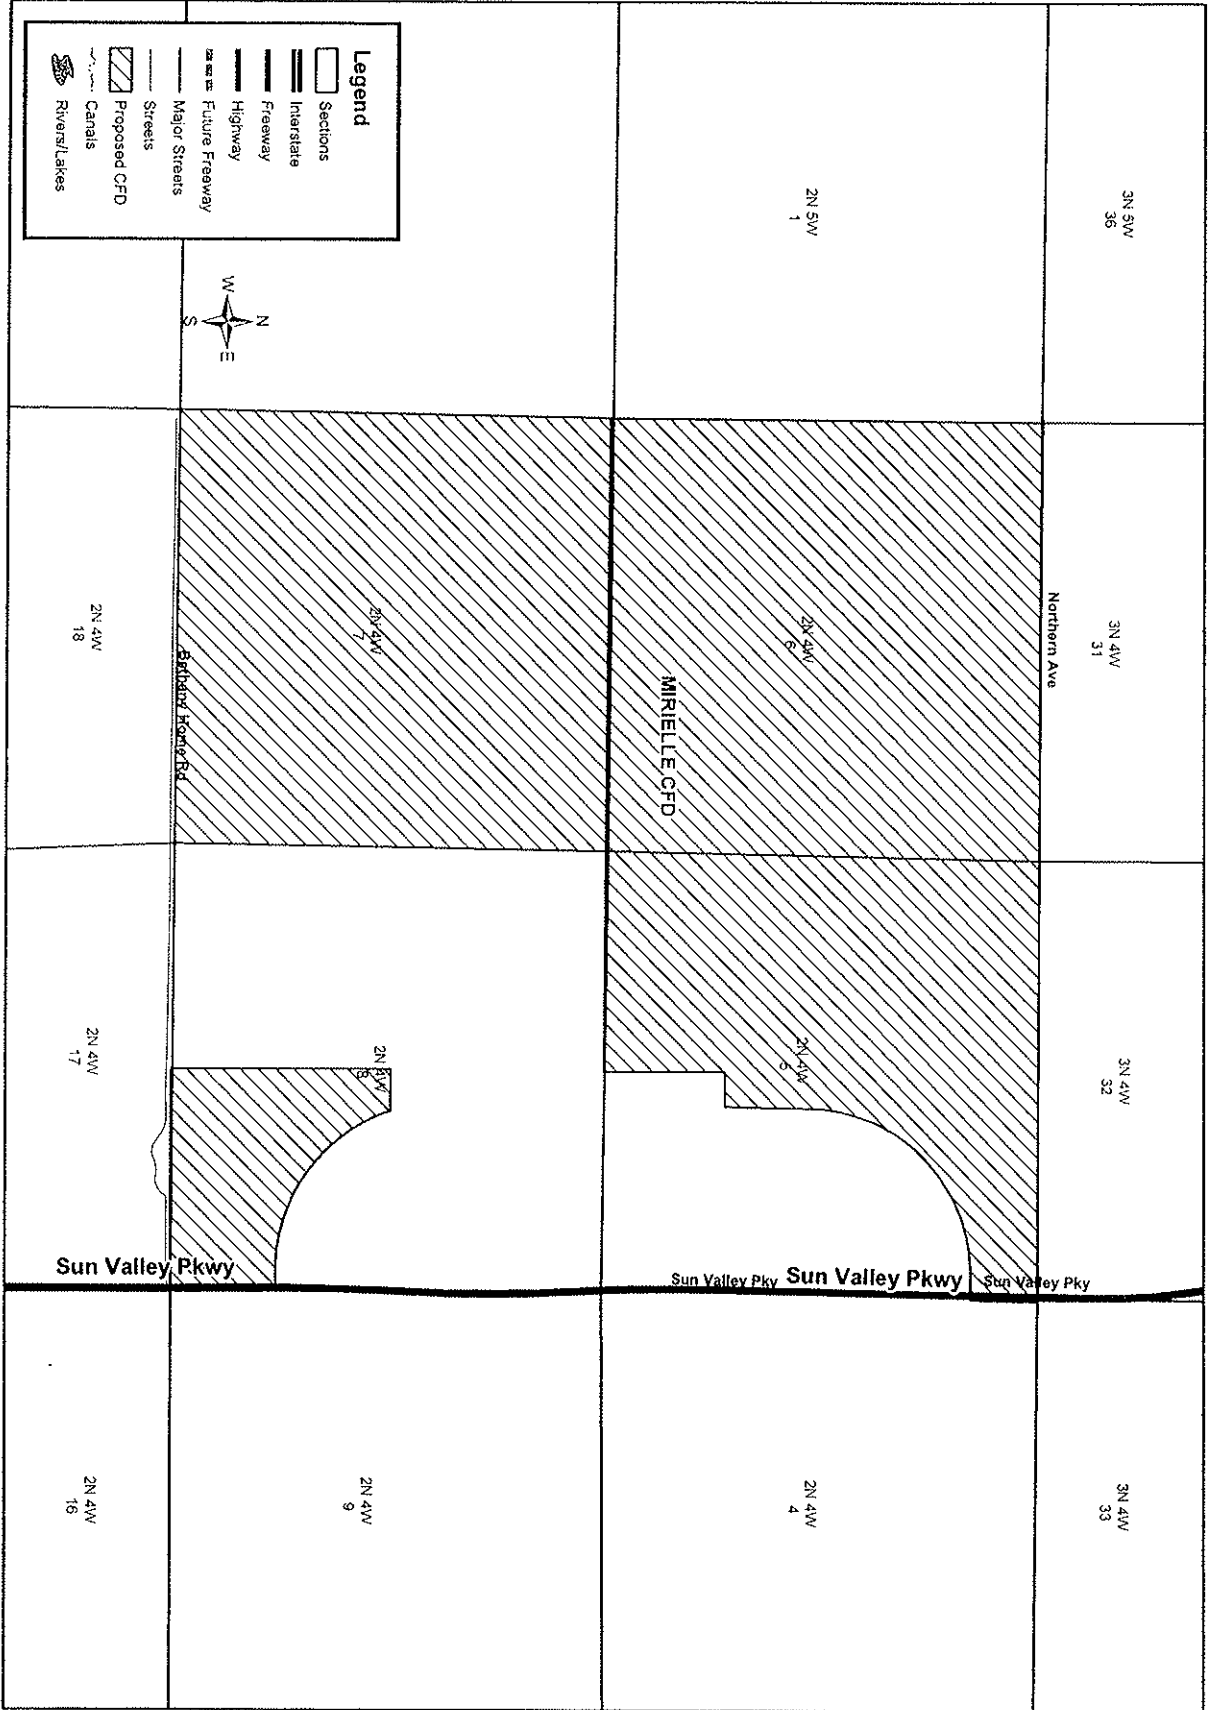 Legend
Sections
Interstate
Freeway
Highway
Future Freeway
Major Streets
Streets
Proposed CFD
Canals
Rivers/Lakes
N
W
E
S
3N 5W
36
3N 4W
31
3N 4W
32
3N 4W
33
Northern Ave
2N 5W
1
2N 4W
6
2N 4W
5
2N 4W
4
MIRIELLE CFD
2N 4W
7
2N 4W
8
2N 4W
9
Bethany Home Rd
2N 4W
18
2N 4W
17
2N 4W
16
Sun Valley Pkwy
Sun Valley Pky
Sun Valley Pkwy
Sun Valley Pky